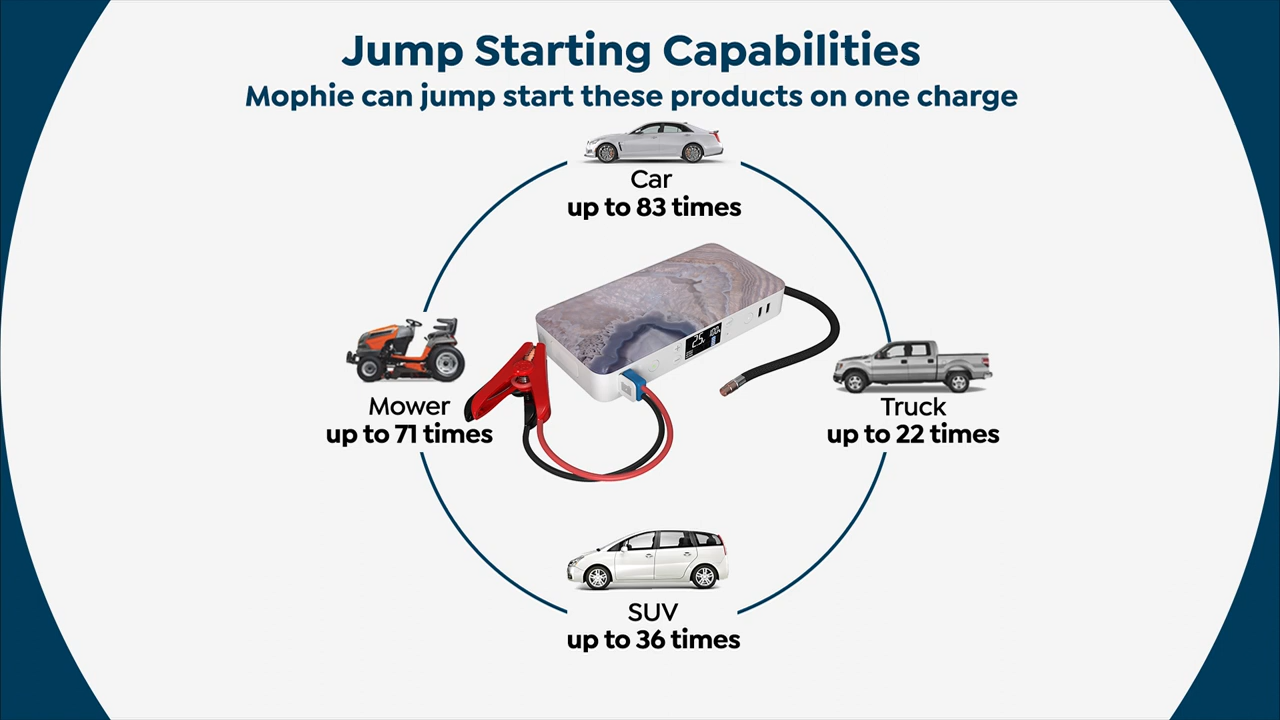 Jump Starting Capabilities
Mophie can jump start these products on one charge
Car
up to 83 times
Mower
up to 71 times
Truck
up to 22 times
SUV
up to 36 times